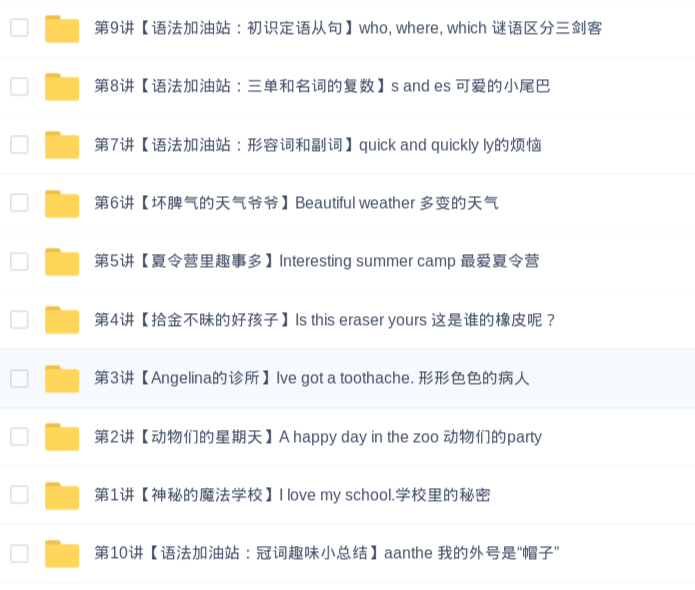 第9讲【语法加油站：初识定语从句】who, where, which 谜语区分三剑客
第8讲【语法加油站：三单和名词的复数】s and es 可爱的小尾巴
第7讲【语法加油站：形容词和副词】quick and quickly ly的烦恼
第6讲【坏脾气的天气爷爷】Beautiful weather 多变的天气
第5讲【夏令营里趣事多】Interesting summer camp 最爱夏令营
第4讲【拾金不昧的好孩子】Is this eraser yours 这是谁的橡皮呢？
第3讲【Angelina的诊所】Ive got a toothache. 形形色色的病人
第2讲【动物们的星期天】A happy day in the zoo 动物们的party
第1讲【神秘的魔法学校】I love my school.学校里的秘密
第10讲【语法加油站：冠词趣味小总结】aanthe 我的外号是“帽子”